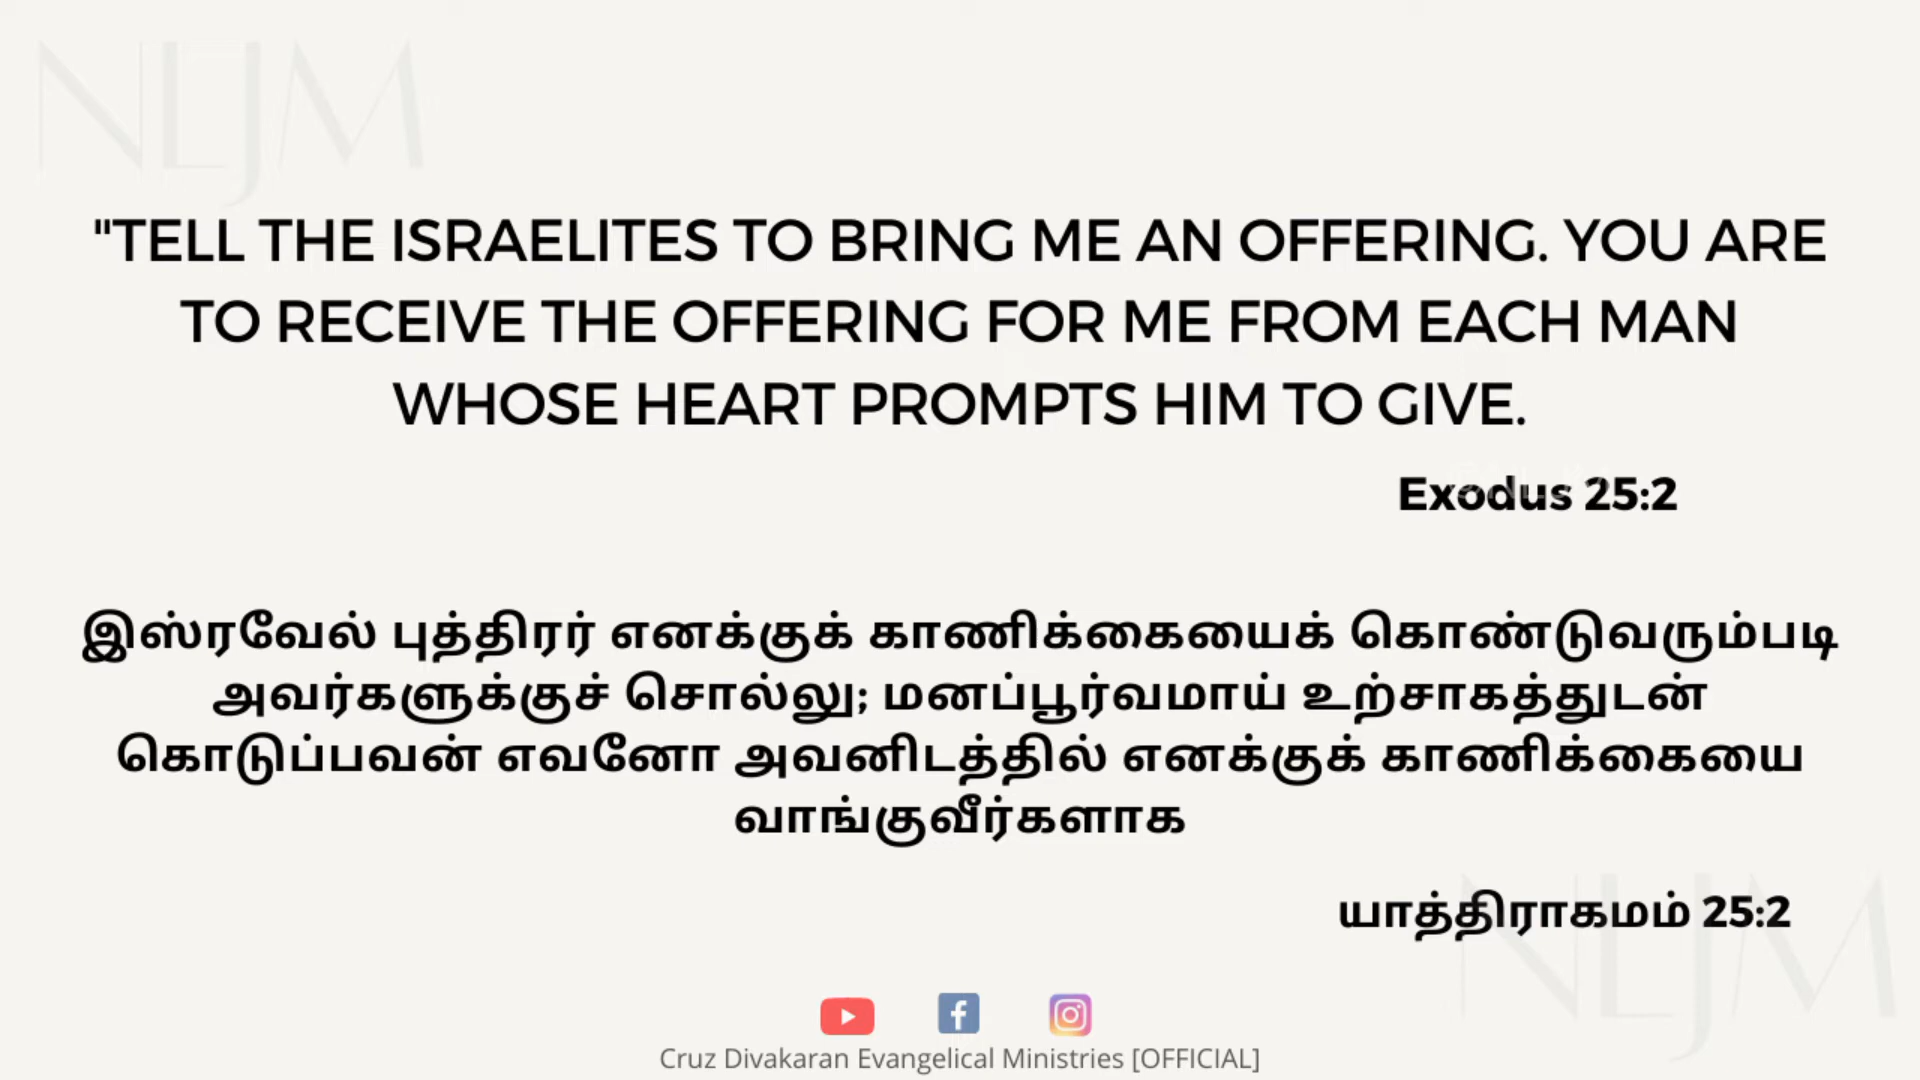 NLJM
"TELL THE ISRAELITES TO BRING ME AN OFFERING. YOU ARE
TO RECEIVE THE OFFERING FOR ME FROM EACH MAN
WHOSE HEART PROMPTS HIM TO GIVE.
Exodus 25:2
இஸ்ரவேல் புத்திரர் எனக்குக் காணிக்கையைக் கொண்டுவரும்படி
அவர்களுக்குச் சொல்லு; மனப்பூர்வமாய் உற்சாகத்துடன்
கொடுப்பவன் எவனோ அவனிடத்தில் எனக்குக் காணிக்கையை
வாங்குவீர்களாக
யாத்திராகமம் 25:2
NLJM
Cruz Divakaran Evangelical Ministries [OFFICIAL]